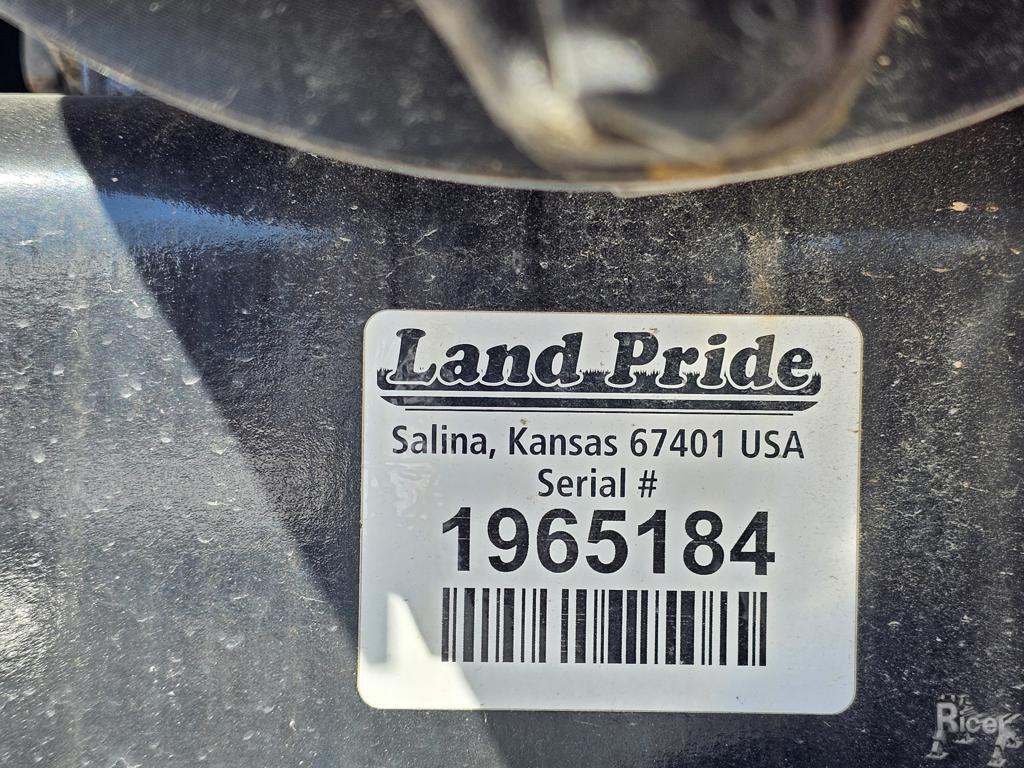 Land Pride
Salina, Kansas 67401 USA
Serial #
1965184
Ricer